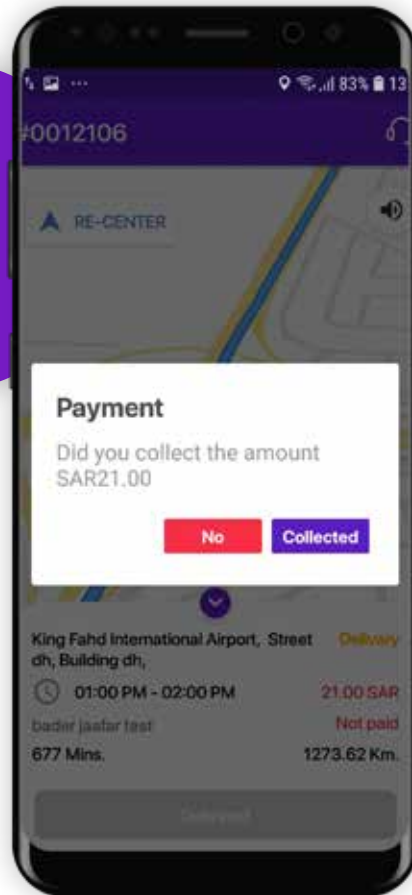 83% 13
#0012106
RE-CENTER
Payment
Did you collect the amount
SAR21.00
No Collected
King Fahd International Airport, Street Delivery
dh, Building dh,
01:00 PM - 02:00 PM 21.00 SAR
bader jaafar test Not paid
677 Mins. 1273.62 Km.